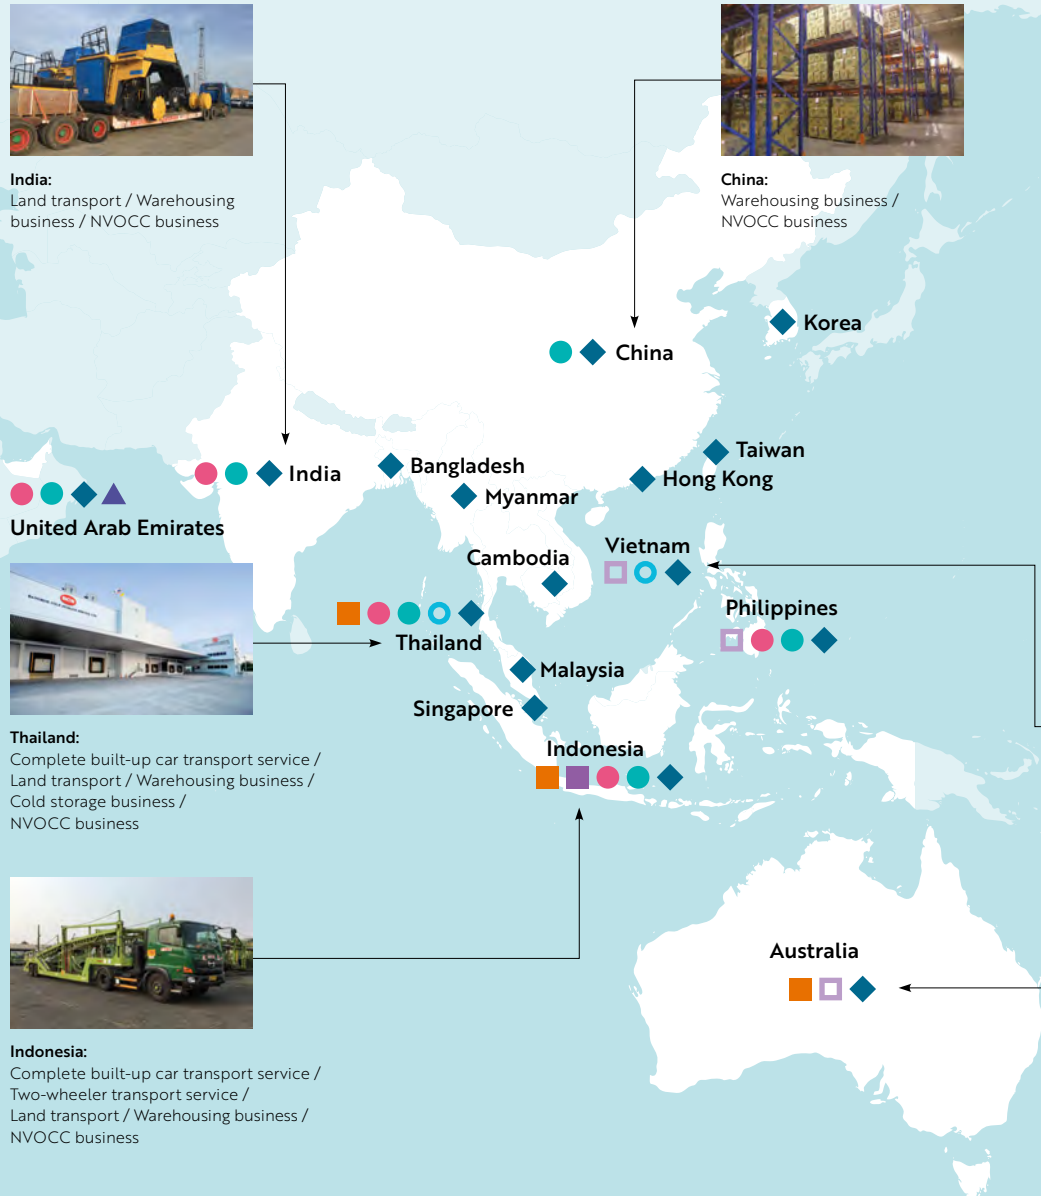 India:
Land transport / Warehousing
business / NVOCC business
China:
Warehousing business /
NVOCC business
Korea
China
Taiwan
Hong Kong
India
Bangladesh
Myanmar
United Arab Emirates
Cambodia
Vietnam
Thailand
Philippines
Malaysia
Singapore
Indonesia
Thailand:
Complete built-up car transport service /
Land transport / Warehousing business /
Cold storage business /
NVOCC business
Australia
Indonesia:
Complete built-up car transport service /
Two-wheeler transport service /
Land transport / Warehousing business /
NVOCC business